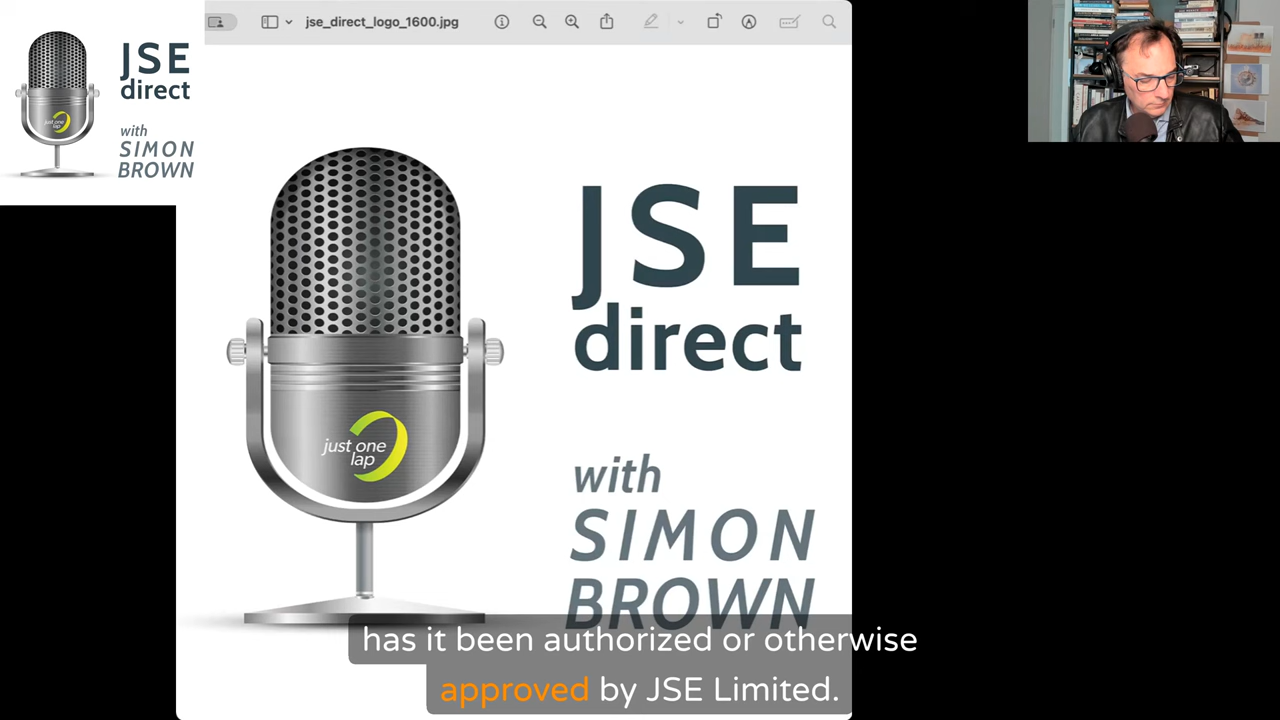 JSE
direct
with
SIMON
BROWN
jse_direct_logo_1600.jpg
just one
lap
JSE
direct
just one
lap
with
SIMON
BROWN
has it been authorized or otherwise
approved by JSE Limited.